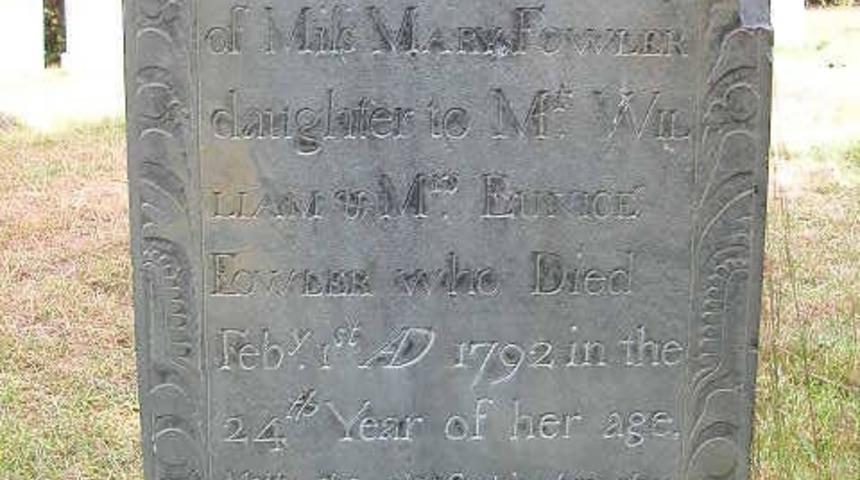 of Miſs MARY FOWLER
daughter to Mr. WIL
LIAM & Mrs. EUNICE
FOWLER who Died
Feby. 1st AD 1792 in the
24th Year of her age.